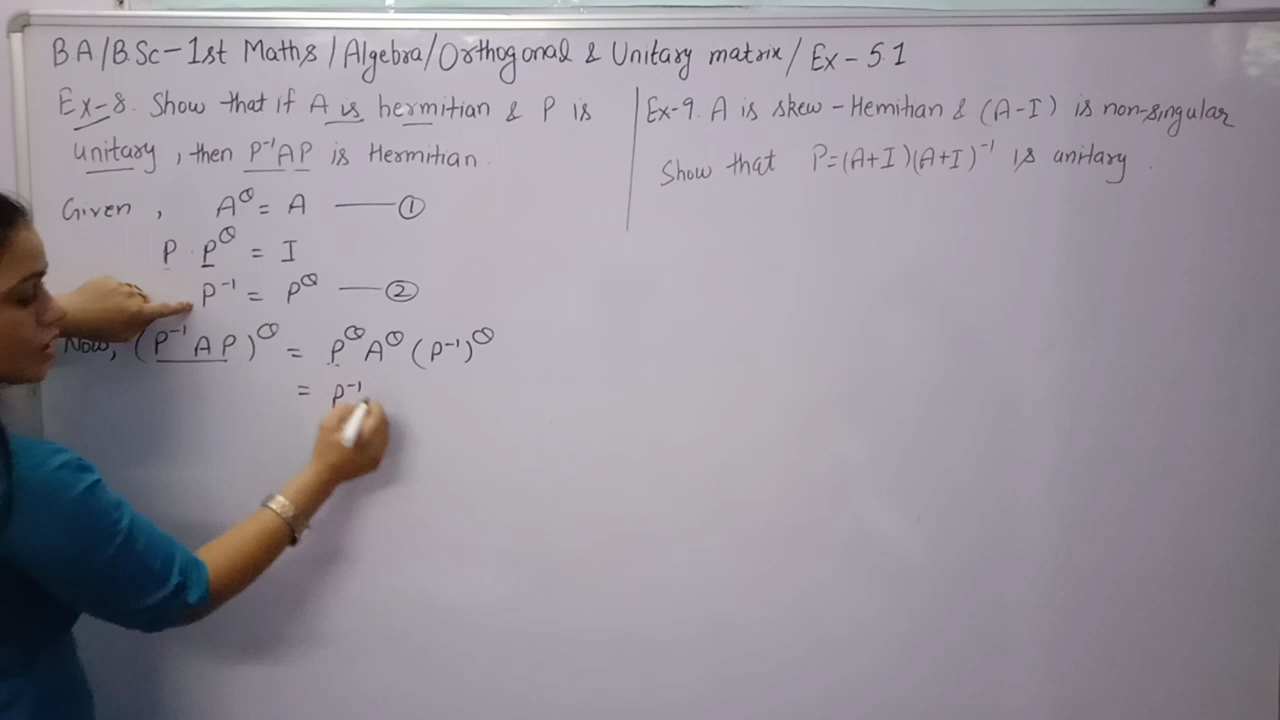 B.A/B.Sc-1st Maths/Algebra/Orthogonal & Unitary matrix/Ex-5.1
Ex-8. Show that if A is hermitian & P is
unitary, then P⁻¹AP is Hermitian.
Given, A^θ = A —— ①
P · P^θ = I
P⁻¹ = P^θ —— ②
Now, (P⁻¹AP)^θ = P^θ A^θ (P⁻¹)^θ
= P⁻¹
Ex-9. A is skew-Hemitian & (A-I) is non-singular
Show that P=(A+I)(A+I)⁻¹ is unitary.